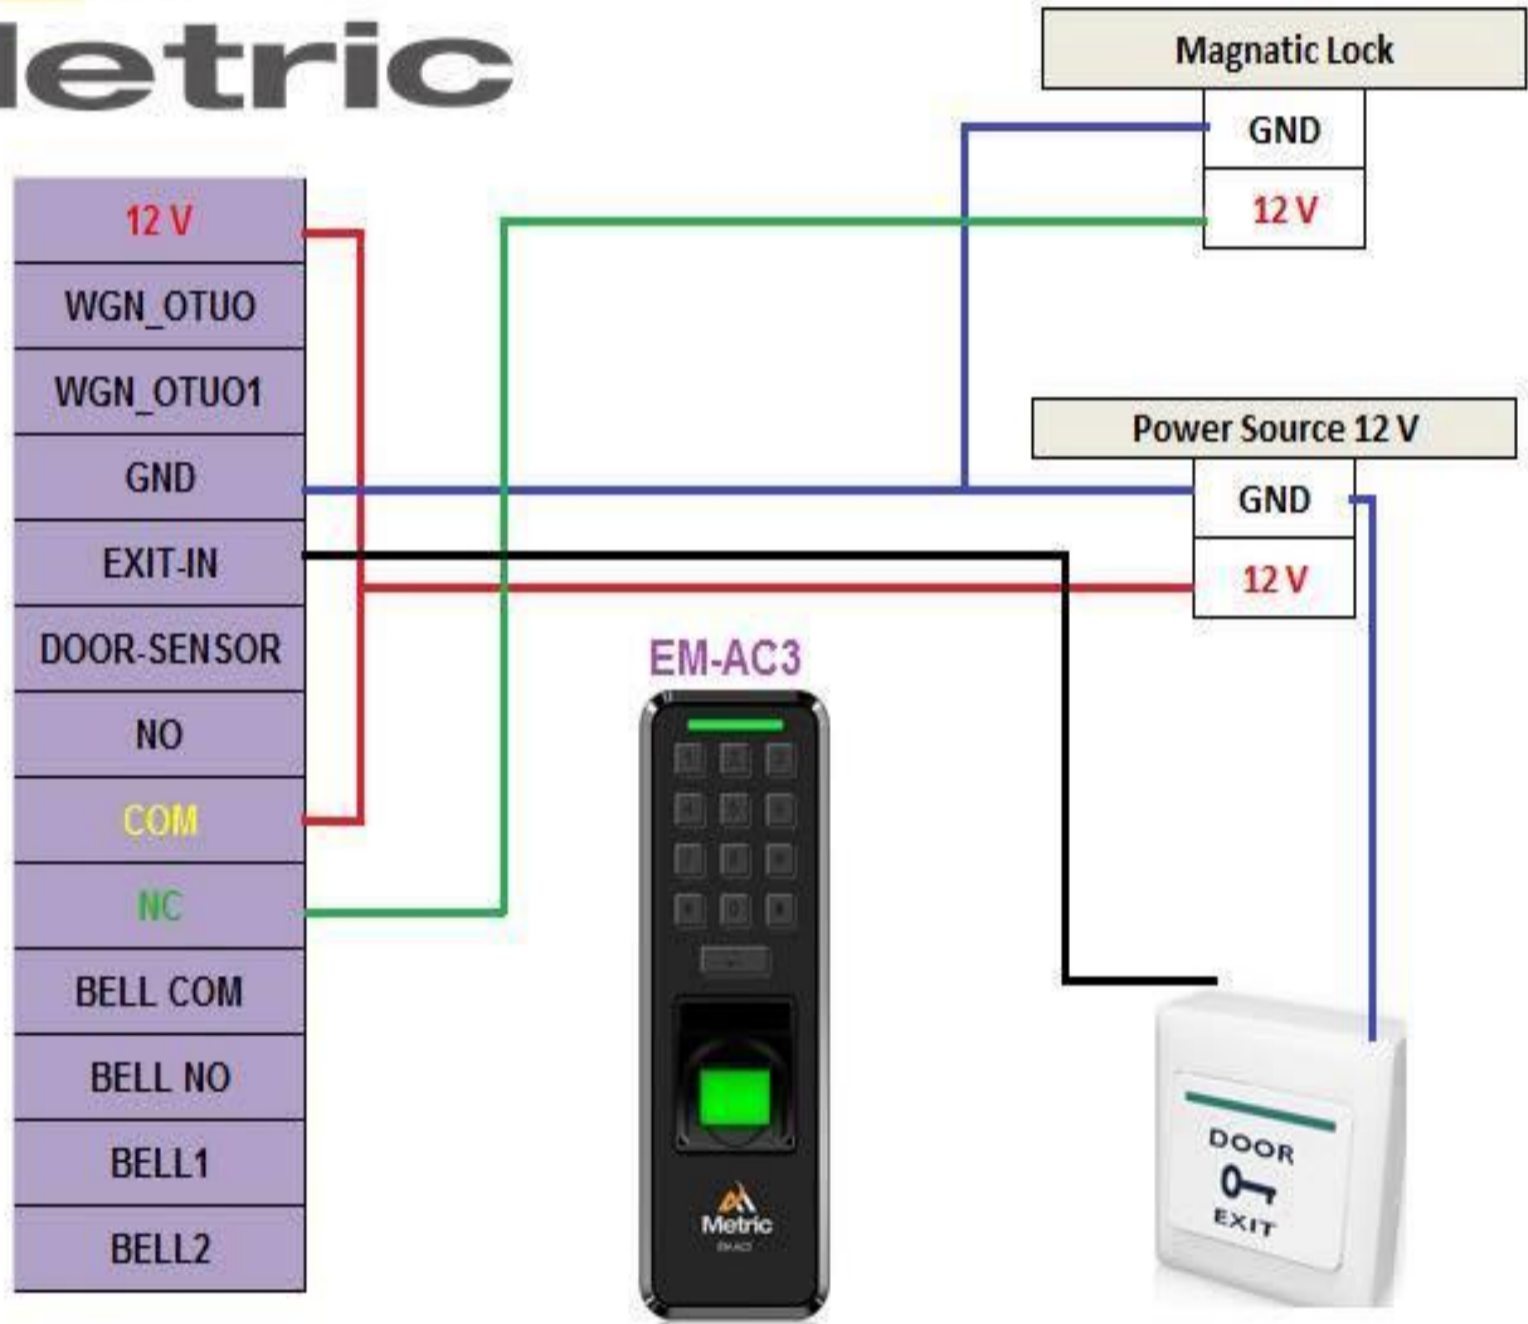 etric
Magnatic Lock
GND
12 V
12 V
WGN_OTUO
WGN_OTUO1
GND
EXIT-IN
DOOR-SENSOR
NO
COM
NC
BELL COM
BELL NO
BELL1
BELL2
Power Source 12 V
GND
12 V
EM-AC3
Metric
DOOR
EXIT